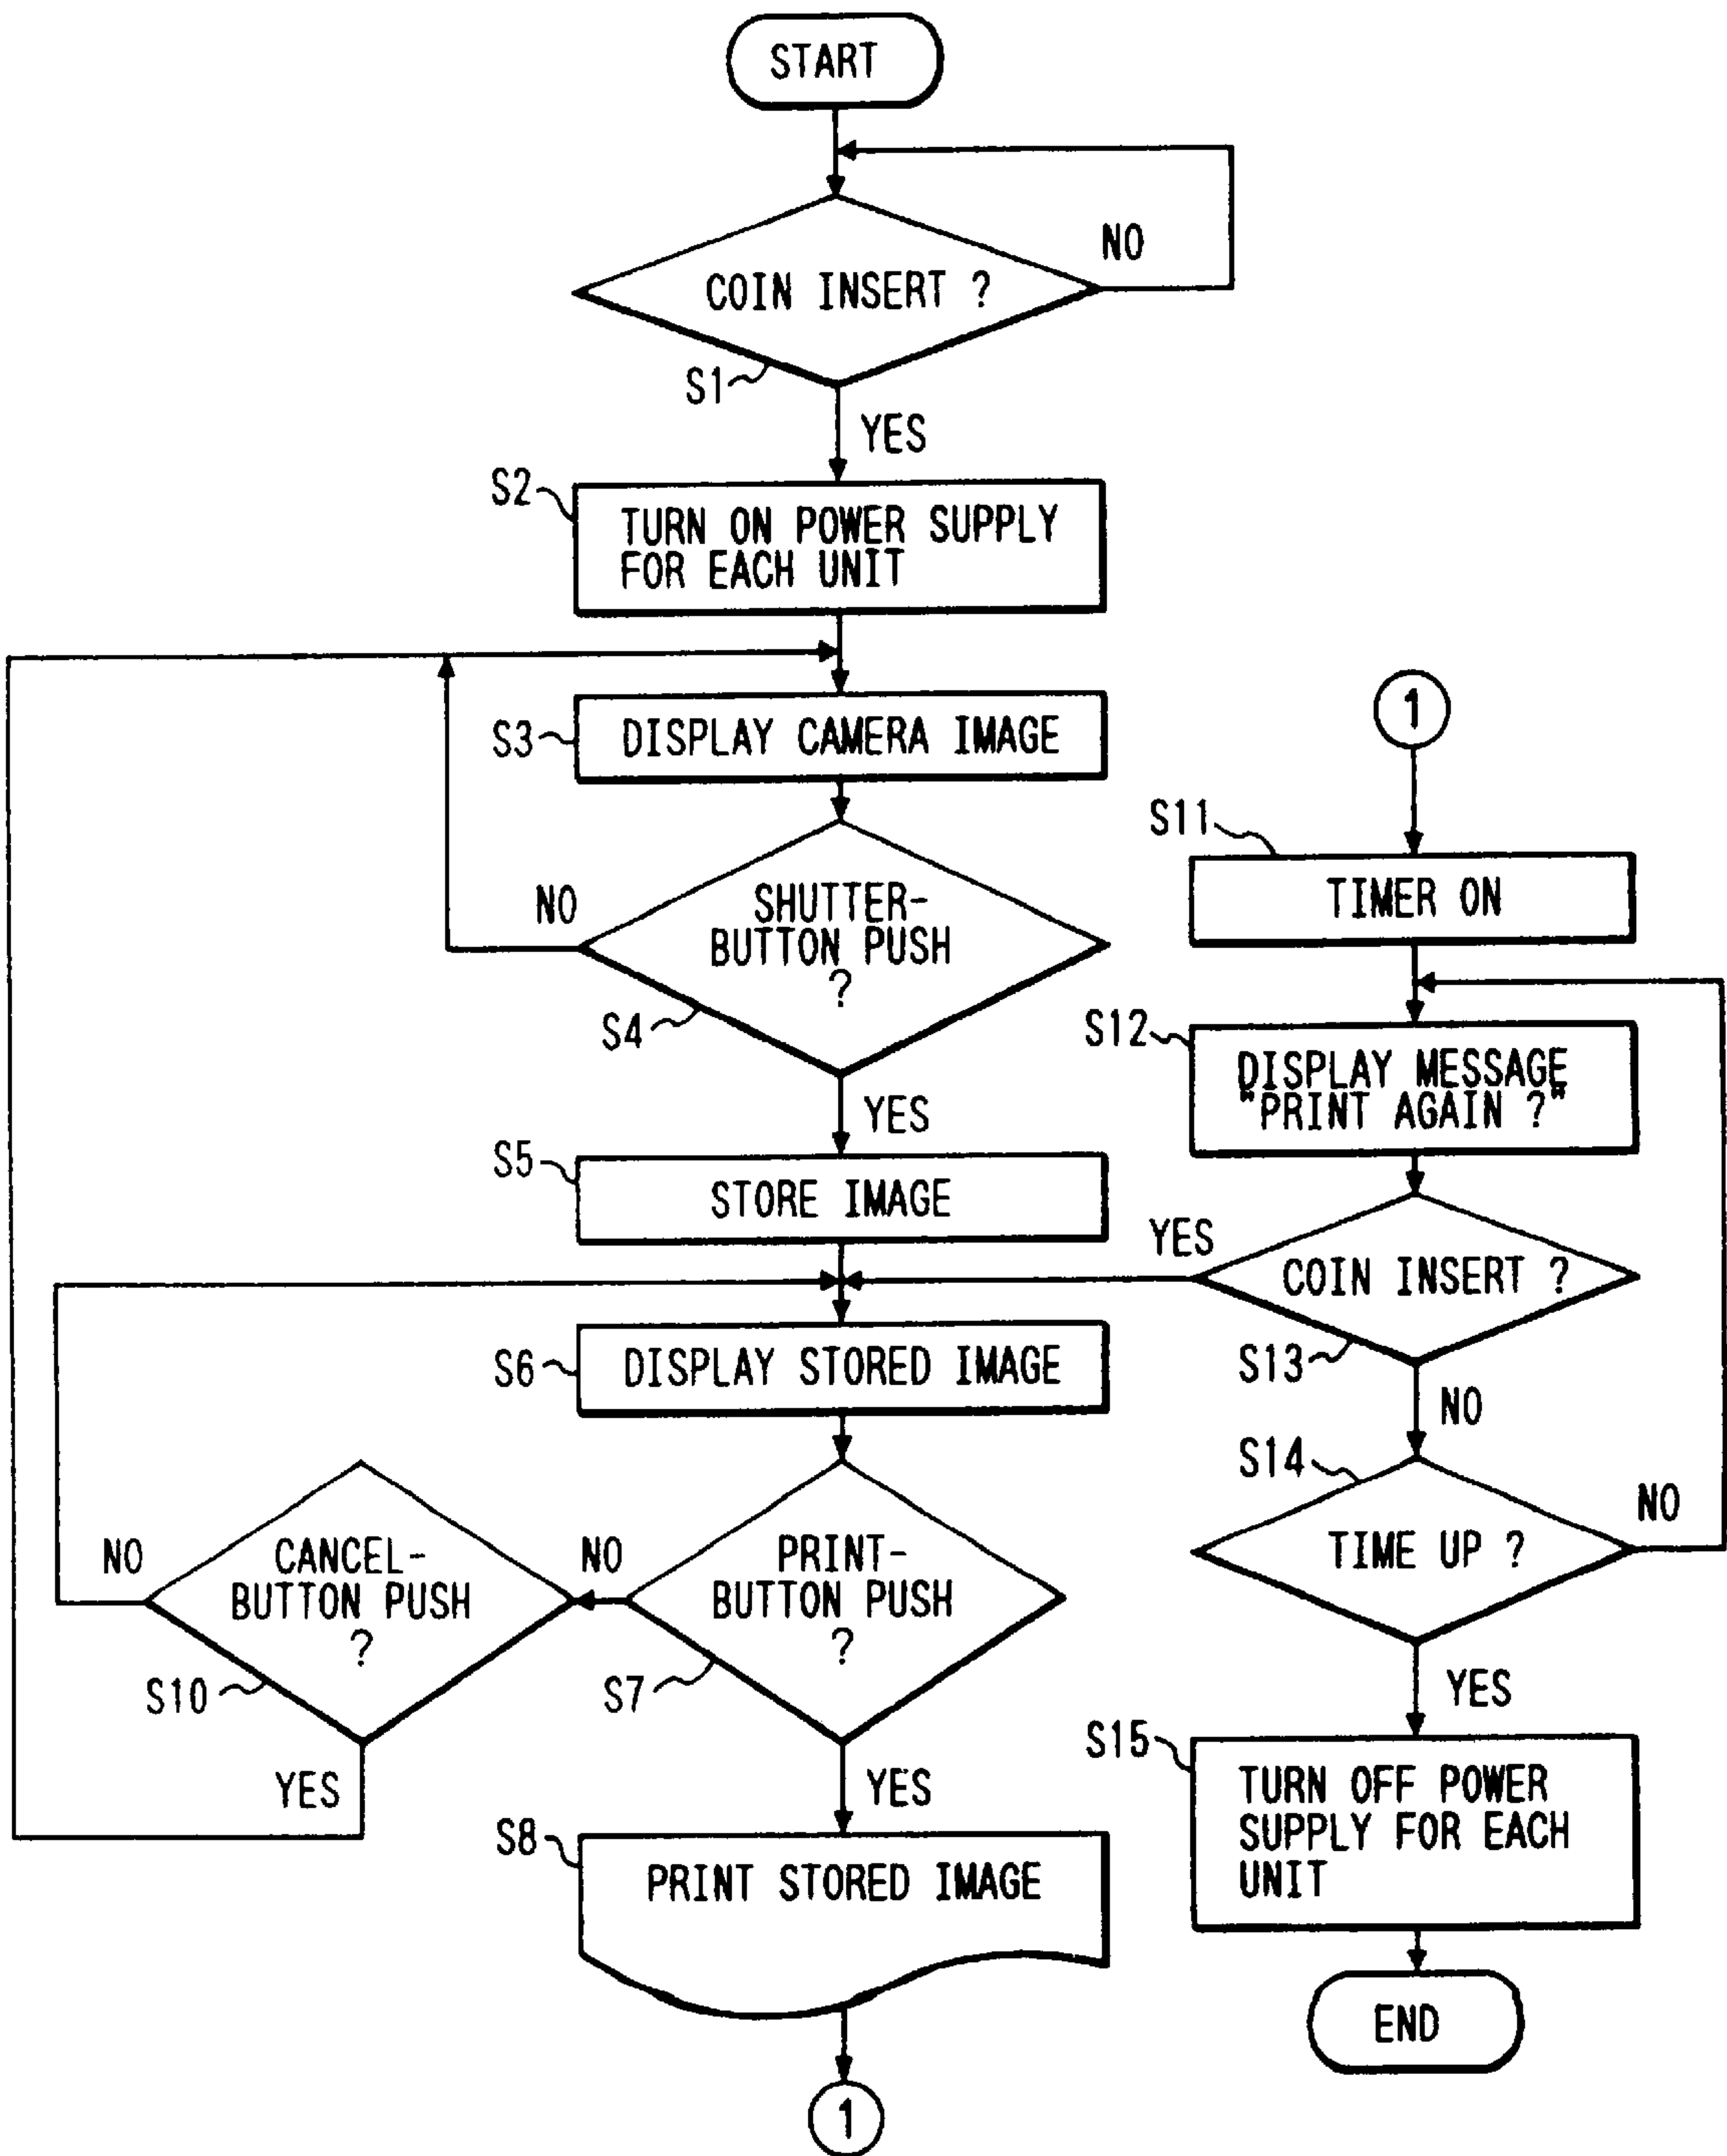 START
NO
COIN INSERT ?
S1
YES
S2
TURN ON POWER SUPPLY
FOR EACH UNIT
S3
DISPLAY CAMERA IMAGE
NO
SHUTTER-
BUTTON PUSH
?
S4
YES
S5
STORE IMAGE
S6
DISPLAY STORED IMAGE
NO
CANCEL-
BUTTON PUSH
?
S10
YES
NO
PRINT-
BUTTON PUSH
?
S7
YES
S8
PRINT STORED IMAGE
1
1
S11
TIMER ON
S12
DISPLAY MESSAGE
"PRINT AGAIN ?"
YES
COIN INSERT ?
S13
NO
S14
NO
TIME UP ?
YES
S15
TURN OFF POWER
SUPPLY FOR EACH
UNIT
END